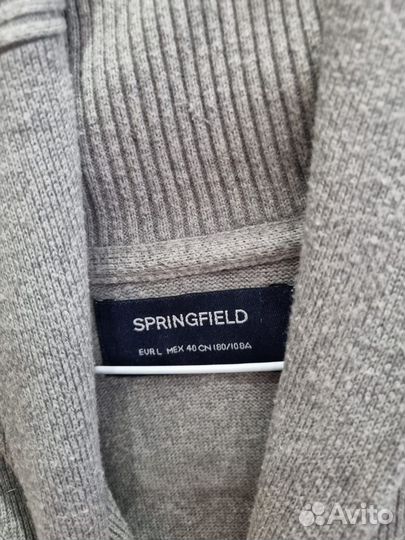 SPRINGFIELD
EUR L MEX 40 CN 180/108A
Avito